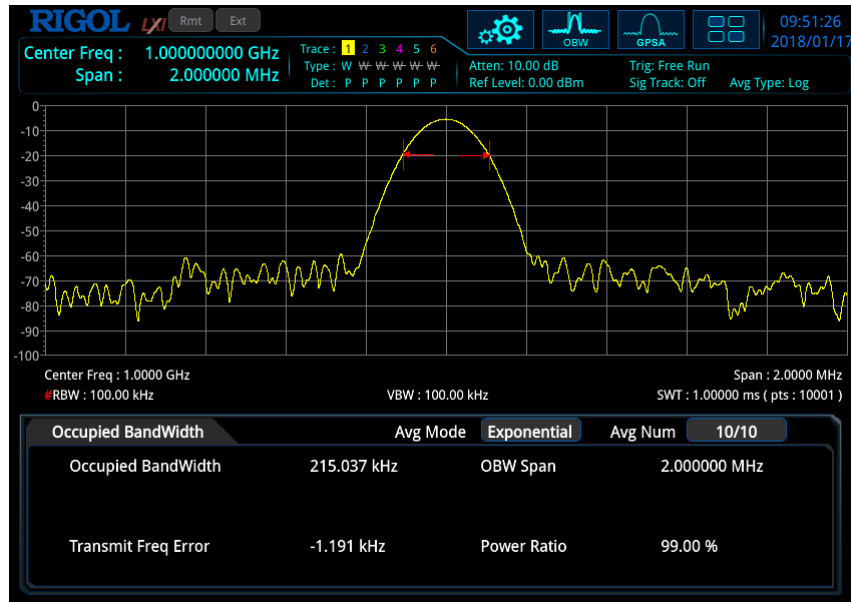 RIGOL LXI Rmt Ext
OBW GPSA 09:51:26
2018/01/17
Center Freq : 1.000000000 GHz
Span : 2.000000 MHz
Trace : 1 2 3 4 5 6
Type : W W W W W W
Det : P P P P P P
Atten: 10.00 dB
Ref Level: 0.00 dBm
Trig: Free Run
Sig Track: Off Avg Type: Log
0
-10
-20
-30
-40
-50
-60
-70
-80
-90
-100
Center Freq : 1.0000 GHz Span : 2.0000 MHz
#RBW : 100.00 kHz VBW : 100.00 kHz SWT : 1.00000 ms ( pts : 10001 )
Occupied BandWidth Avg Mode Exponential Avg Num 10/10
Occupied BandWidth 215.037 kHz OBW Span 2.000000 MHz
Transmit Freq Error -1.191 kHz Power Ratio 99.00 %